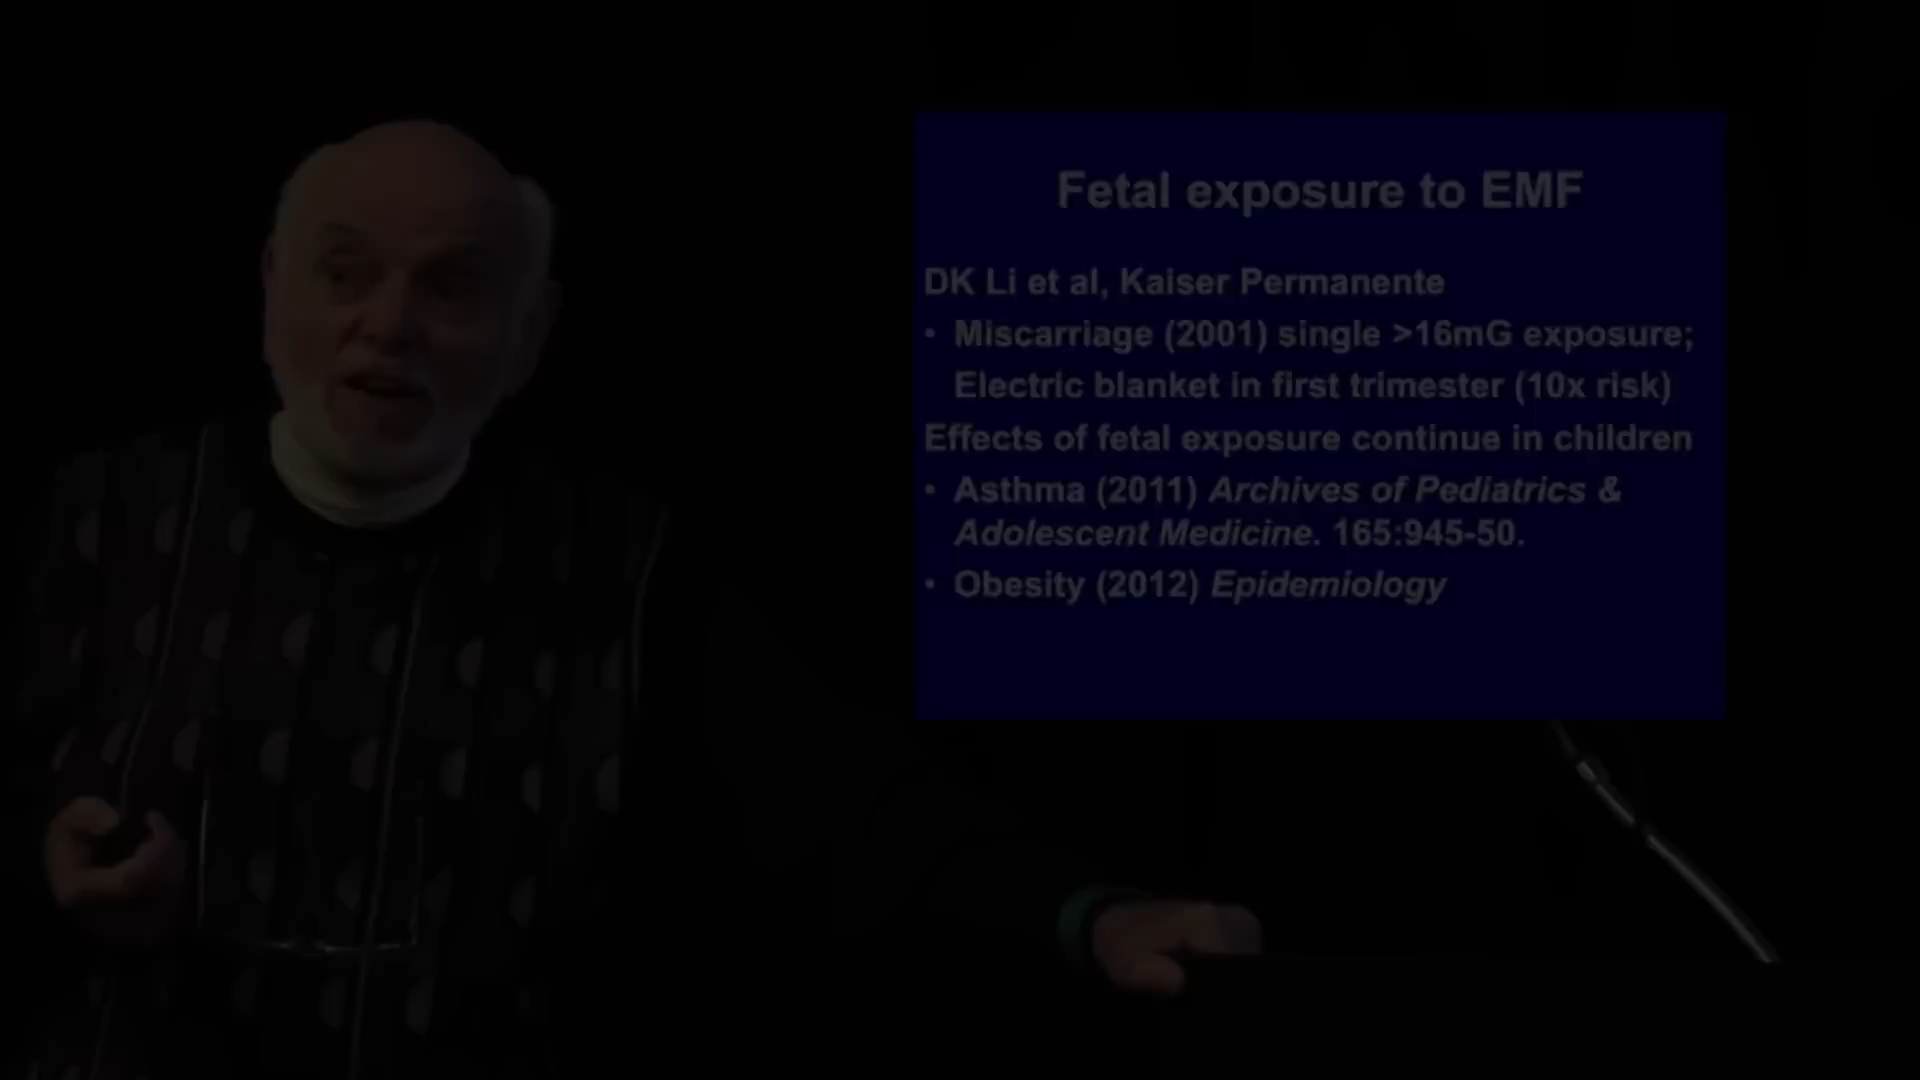 Fetal exposure to EMF
DK Li et al, Kaiser Permanente
• Miscarriage (2001) single >16mG exposure;
Electric blanket in first trimester (10x risk)
Effects of fetal exposure continue in children
• Asthma (2011) Archives of Pediatrics &
Adolescent Medicine. 165:945-50.
• Obesity (2012) Epidemiology